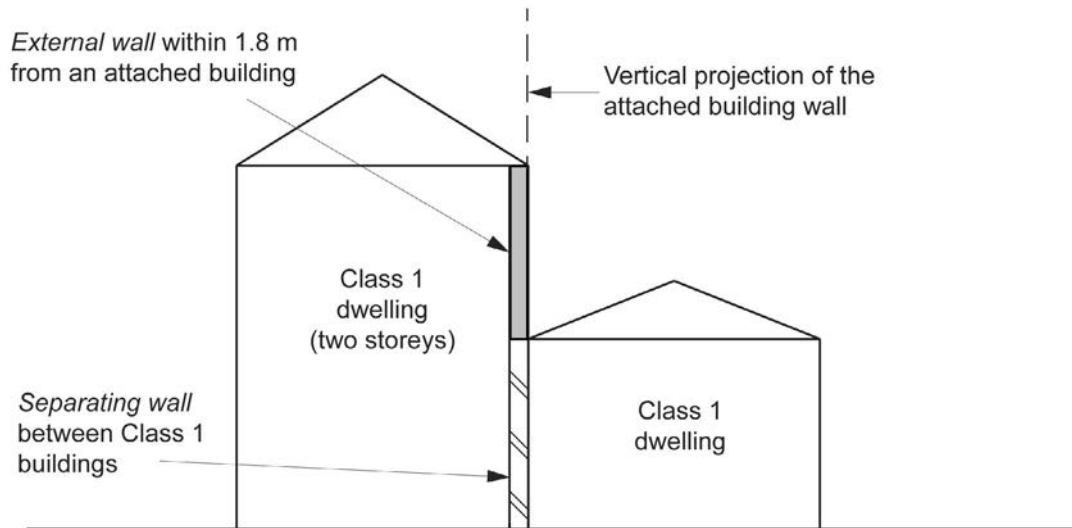 External wall within 1.8 m
from an attached building
Vertical projection of the
attached building wall
Class 1
dwelling
(two storeys)
Separating wall
between Class 1
buildings
Class 1
dwelling